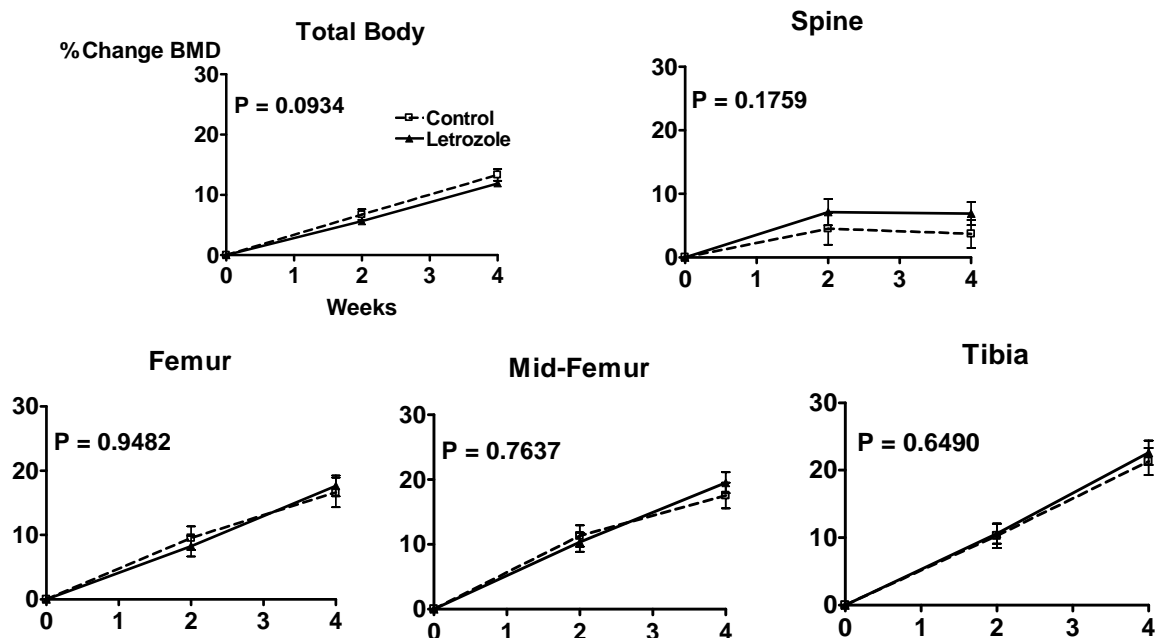 Total Body
%Change BMD
30
20
10
0
P = 0.0934
Control
Letrozole
0 1 2 3 4
Weeks
Spine
30
20
10
0
P = 0.1759
0 1 2 3 4
Femur
30
20
10
0
P = 0.9482
0 1 2 3 4
Mid-Femur
30
20
10
0
P = 0.7637
0 1 2 3 4
Tibia
30
20
10
0
P = 0.6490
0 1 2 3 4